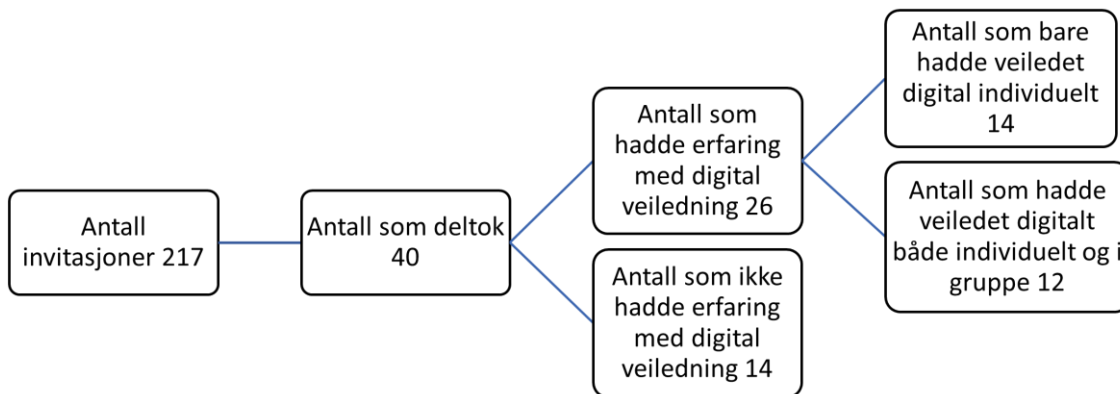 Antall
invitasjoner 217
Antall som deltok
40
Antall som
hadde erfaring
med digital
veiledning 26
Antall som ikke
hadde erfaring
med digital
veiledning 14
Antall som bare
hadde veiledet
digital individuelt
14
Antall som hadde
veiledet digitalt
både individuelt og i
gruppe 12